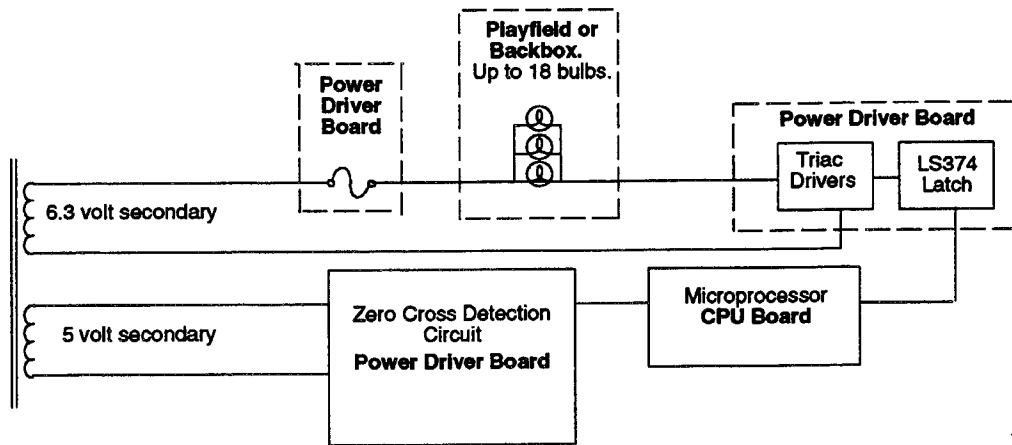 Playfield or
Backbox.
Up to 18 bulbs.
Power
Driver
Board
Power Driver Board
Triac
Drivers
LS374
Latch
6.3 volt secondary
5 volt secondary
Zero Cross Detection
Circuit
Power Driver Board
Microprocessor
CPU Board